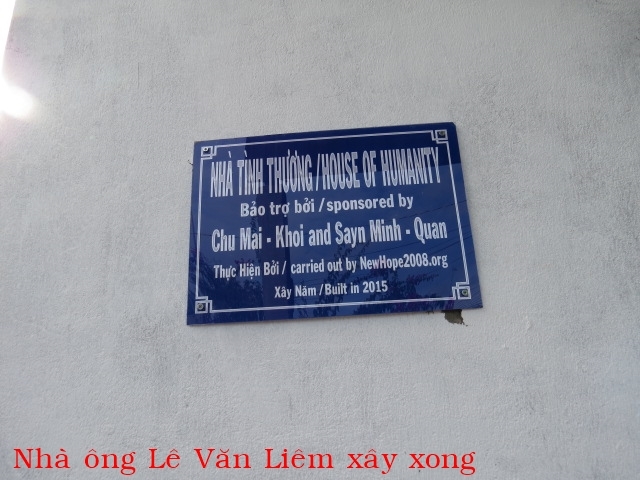 NHÀ TÌNH THƯƠNG / HOUSE OF HUMANITY
Bảo trợ bởi / sponsored by
Chu Mai - Khoi and Sayn Minh - Quan
Thực Hiện Bởi / carried out by NewHope2008.org
Xây Năm / Built in 2015
Nhà ông Lê Văn Liêm xây xong